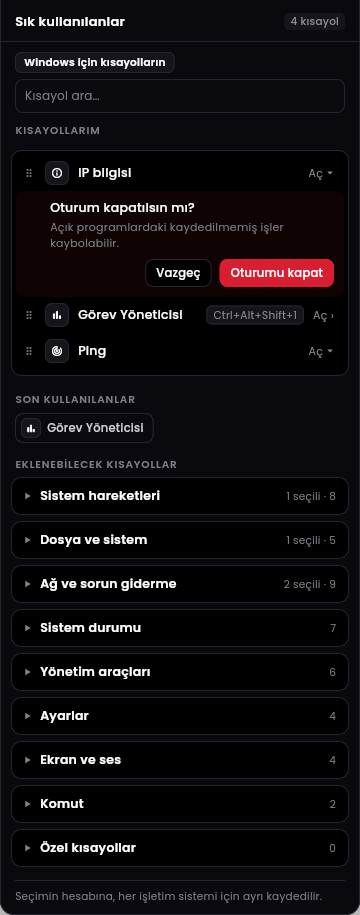 Sık kullanılanlar
4 kısayol
Windows için kısayolların
Kısayol ara...
KISAYOLLARIM
IP bilgisi
Aç
Oturum kapatılsın mı?
Açık programlardaki kaydedilmemiş işler
kaybolabilir.
Vazgeç
Oturumu kapat
Görev Yöneticisi
Ctrl+Alt+Shift+1
Aç ›
Ping
Aç
SON KULLANILANLAR
Görev Yöneticisi
EKLENEBİLECEK KISAYOLLAR
Sistem hareketleri
1 seçili · 8
Dosya ve sistem
1 seçili · 5
Ağ ve sorun giderme
2 seçili · 9
Sistem durumu
7
Yönetim araçları
6
Ayarlar
4
Ekran ve ses
4
Komut
2
Özel kısayollar
0
Seçimin hesabına, her işletim sistemi için ayrı kaydedilir.